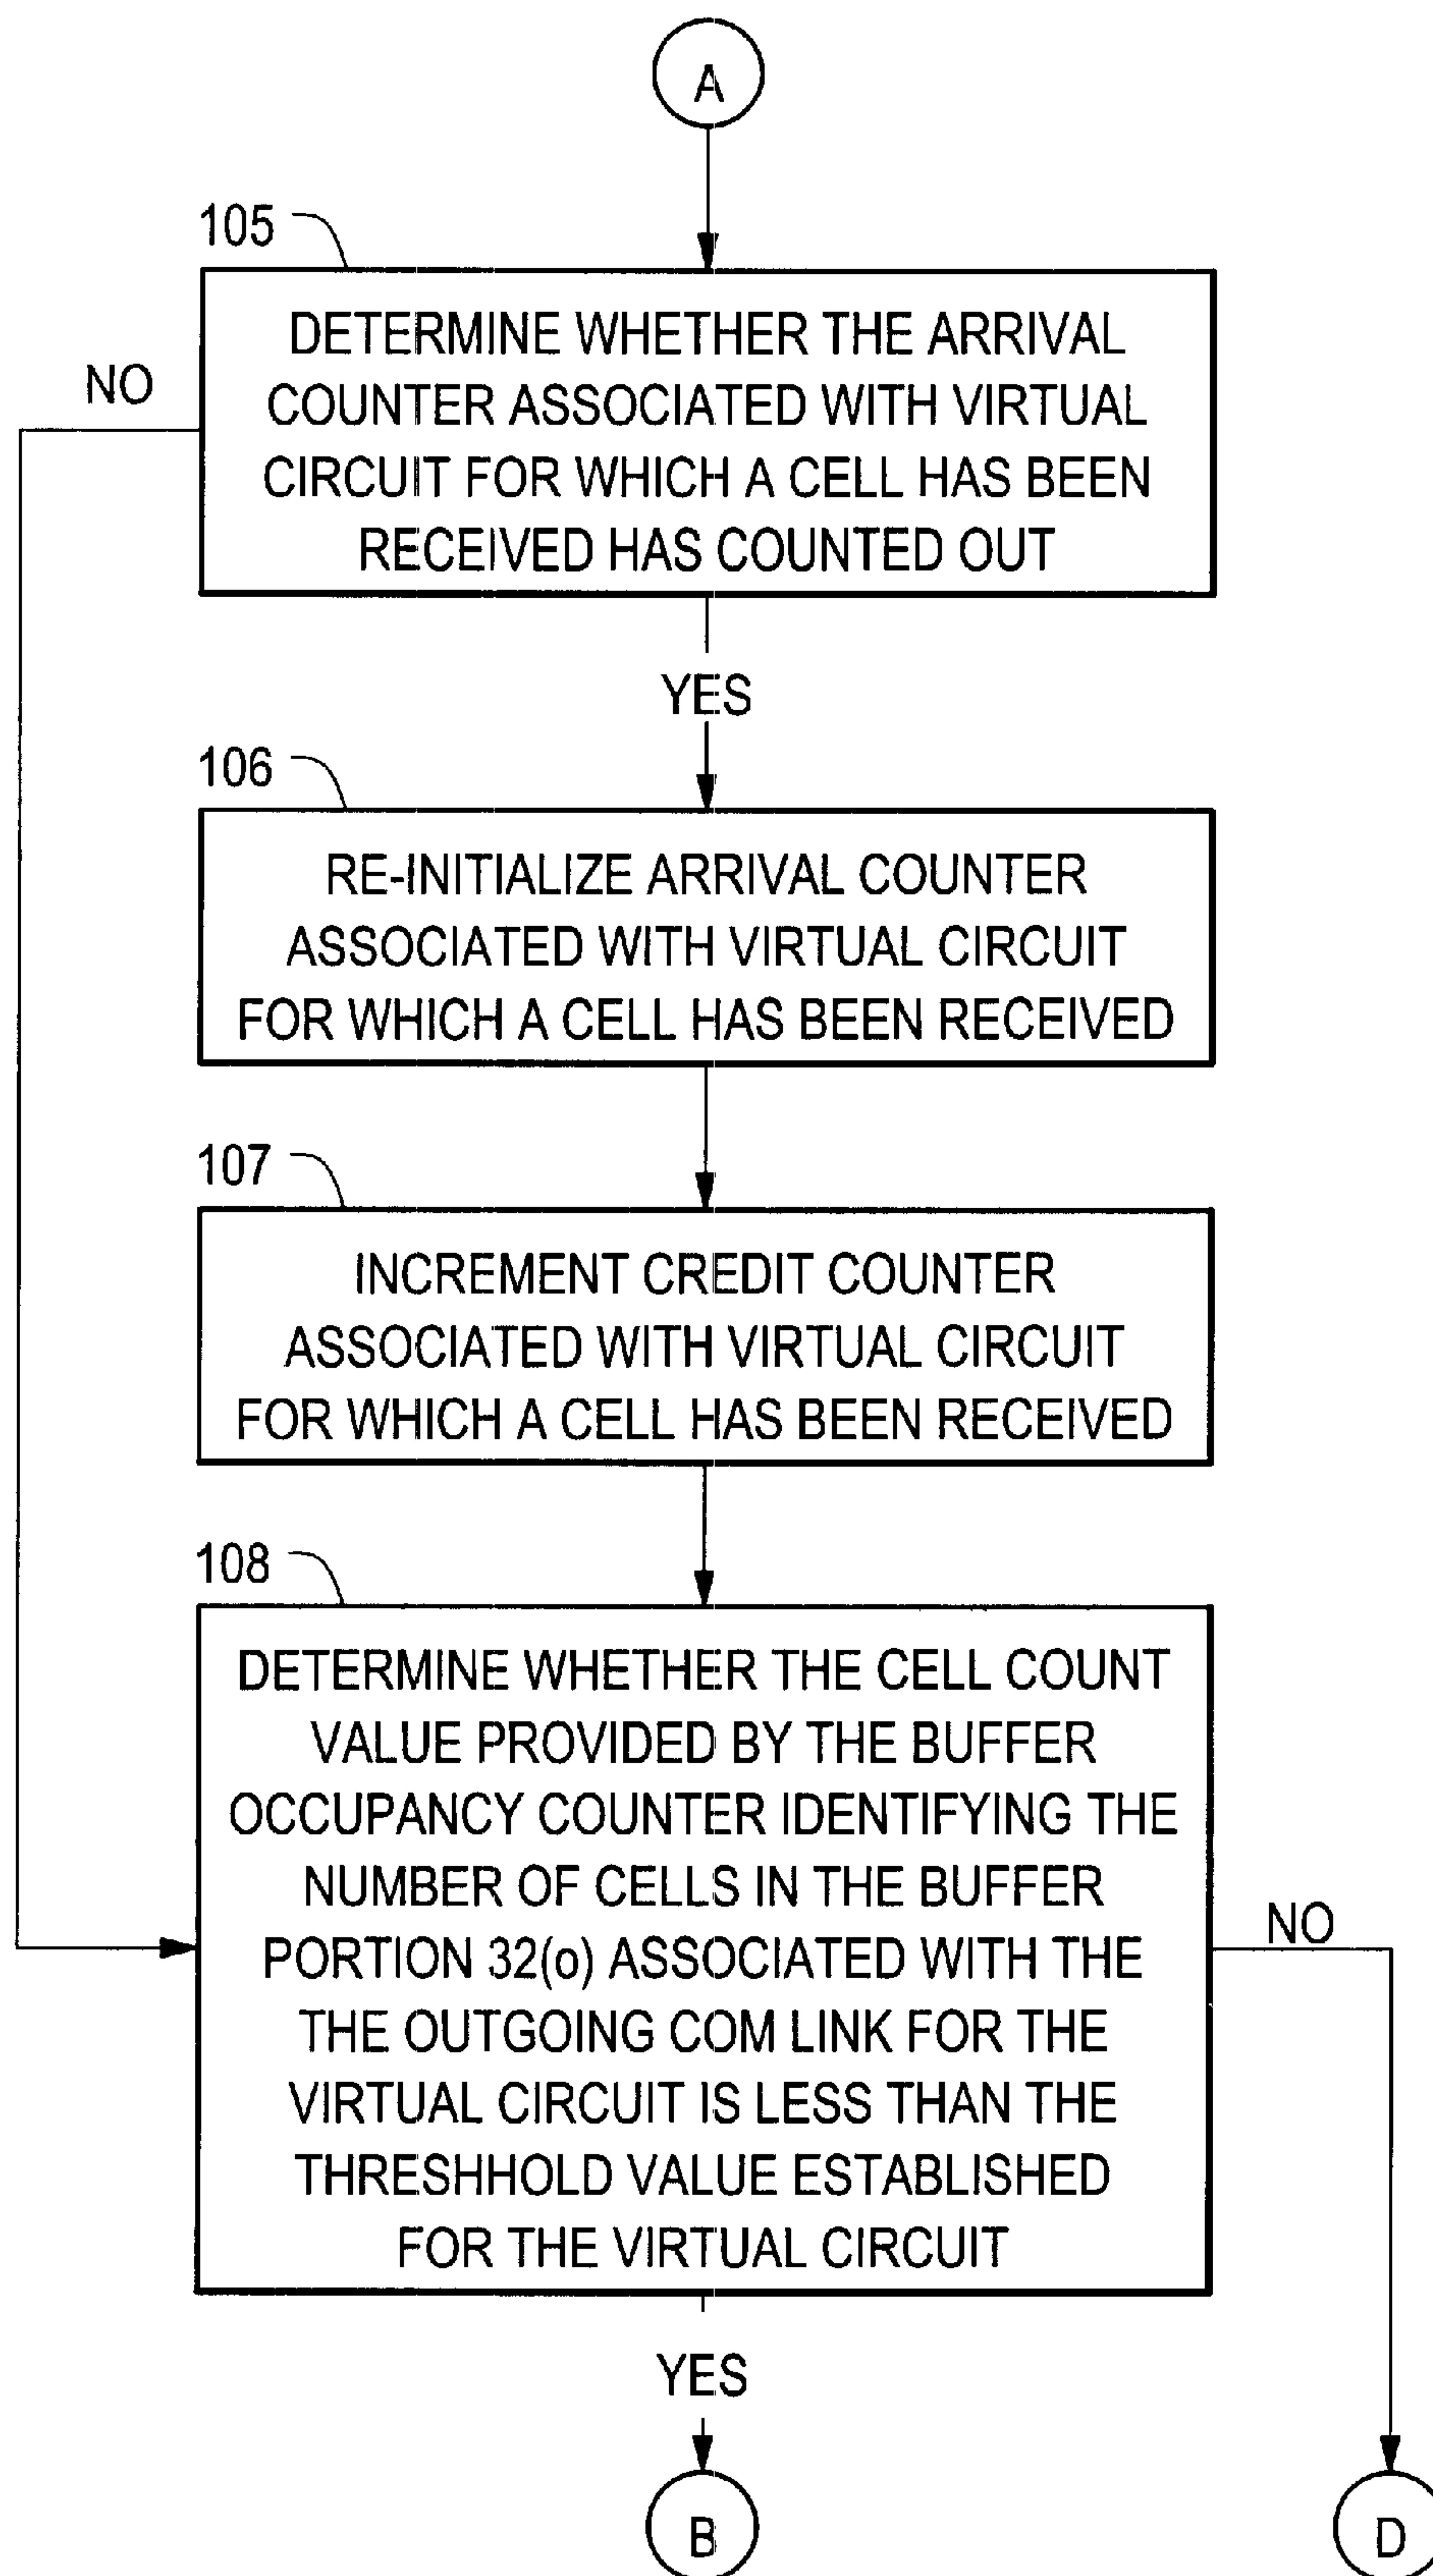 A
105
DETERMINE WHETHER THE ARRIVAL
COUNTER ASSOCIATED WITH VIRTUAL
CIRCUIT FOR WHICH A CELL HAS BEEN
RECEIVED HAS COUNTED OUT
NO
YES
106
RE-INITIALIZE ARRIVAL COUNTER
ASSOCIATED WITH VIRTUAL CIRCUIT
FOR WHICH A CELL HAS BEEN RECEIVED
107
INCREMENT CREDIT COUNTER
ASSOCIATED WITH VIRTUAL CIRCUIT
FOR WHICH A CELL HAS BEEN RECEIVED
108
DETERMINE WHETHER THE CELL COUNT
VALUE PROVIDED BY THE BUFFER
OCCUPANCY COUNTER IDENTIFYING THE
NUMBER OF CELLS IN THE BUFFER
PORTION 32(o) ASSOCIATED WITH THE
THE OUTGOING COM LINK FOR THE
VIRTUAL CIRCUIT IS LESS THAN THE
THRESHHOLD VALUE ESTABLISHED
FOR THE VIRTUAL CIRCUIT
NO
YES
B
D